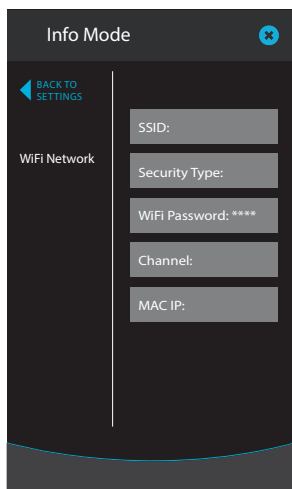 Info Mode
BACK TO
SETTINGS
WiFi Network
SSID:
Security Type:
WiFi Password: ****
Channel:
MAC IP: